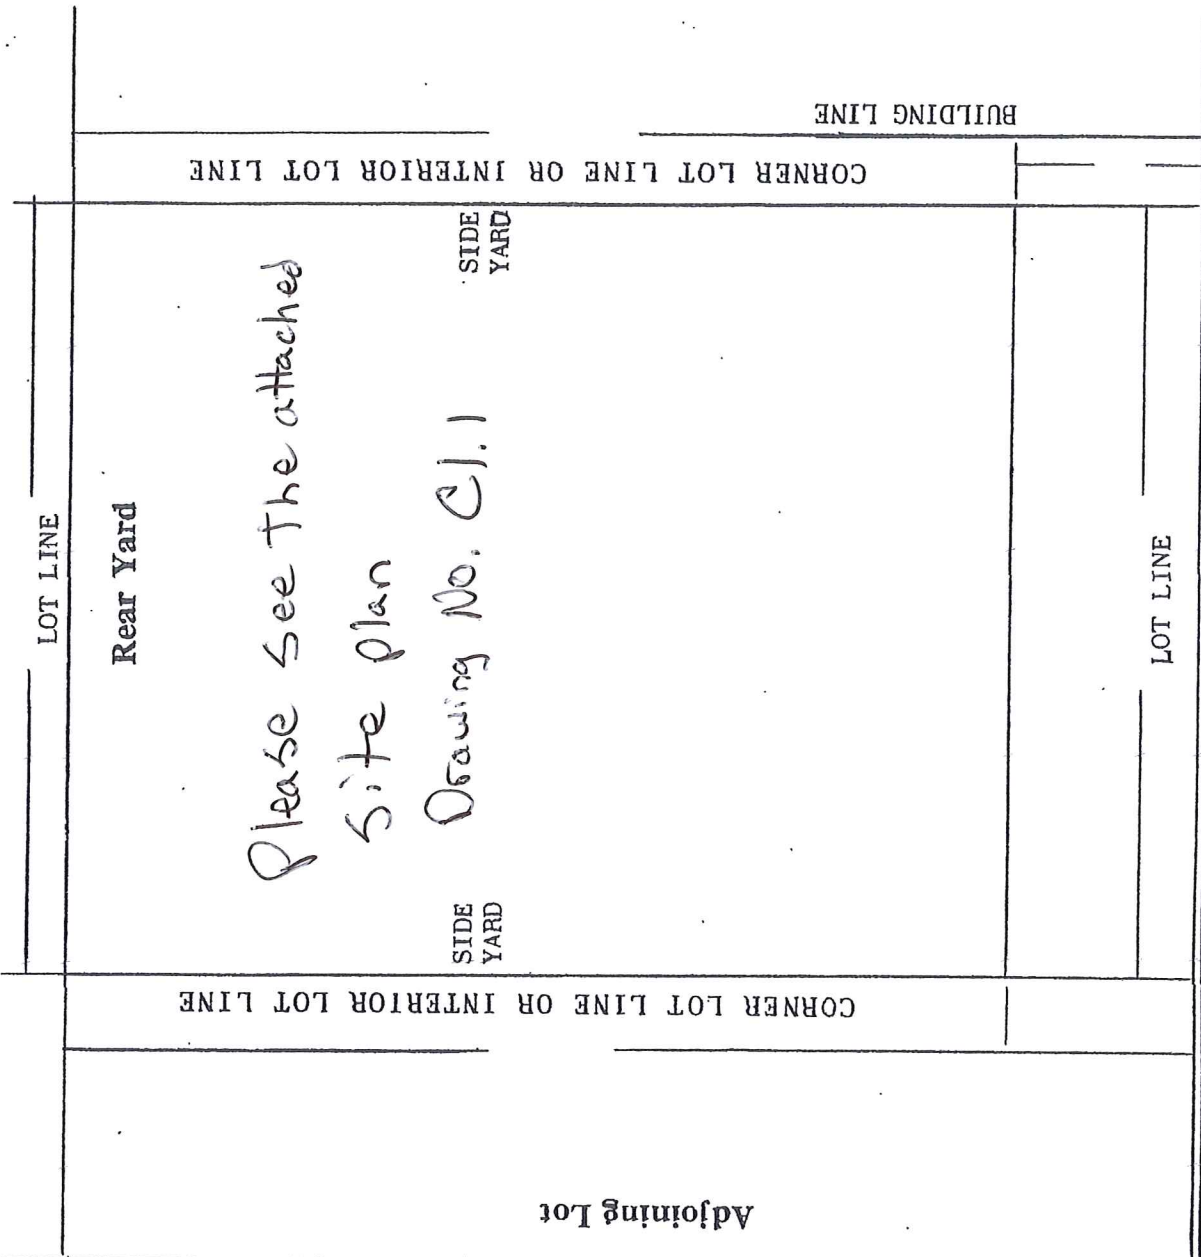 LOT LINE
Rear Yard
Please See The attached
Site plan
Drawing No. C1.1
SIDE
YARD
SIDE
YARD
CORNER LOT LINE OR INTERIOR LOT LINE
CORNER LOT LINE OR INTERIOR LOT LINE
BUILDING LINE
Adjoining Lot
LOT LINE